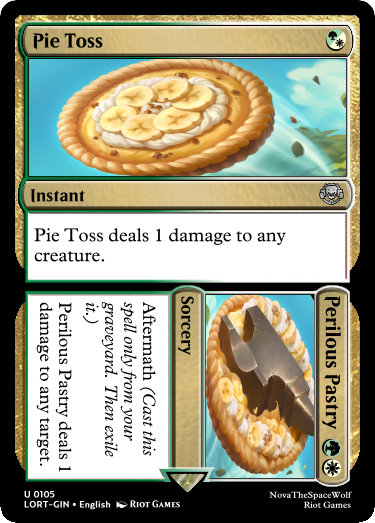 Pie Toss
Instant
Pie Toss deals 1 damage to any
creature.
Perilous Pastry
Sorcery
Aftermath (Cast this
spell only from your
graveyard. Then exile
it.)
Perilous Pastry deals 1
damage to any target.
U 0105
LORT-GIN • English RIOT GAMES
NovaTheSpaceWolf
Riot Games